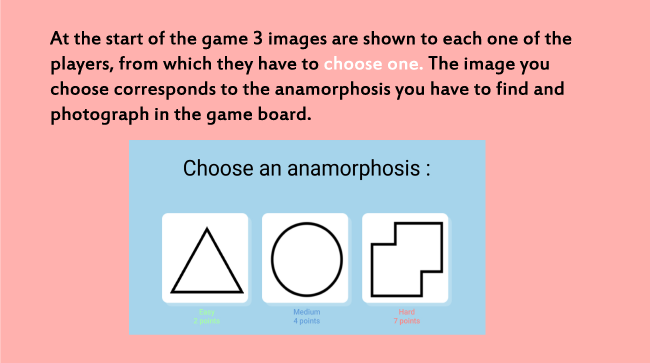 At the start of the game 3 images are shown to each one of the
players, from which they have to choose one. The image you
choose corresponds to the anamorphosis you have to find and
photograph in the game board.
Choose an anamorphosis :
Easy Medium Hard
points 4 points 7 points